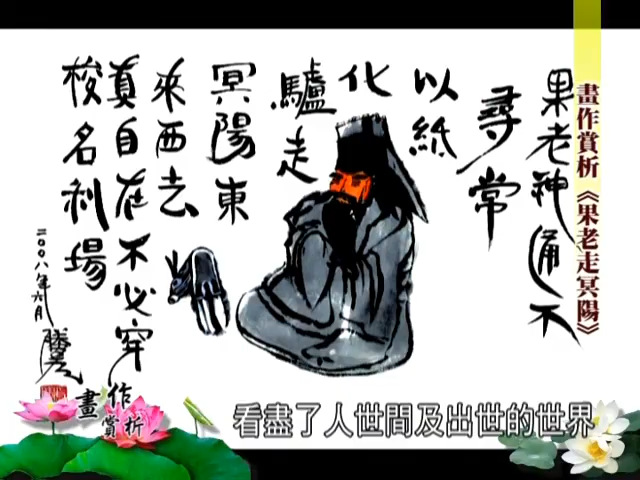 果老神通不
尋常
以紙
化
驢走
冥陽東
來西去
真自在不必穿
梭名利場
二〇〇八年六月
畫作賞析《果老走冥陽》
畫作
賞析
看盡了人世間及出世的世界